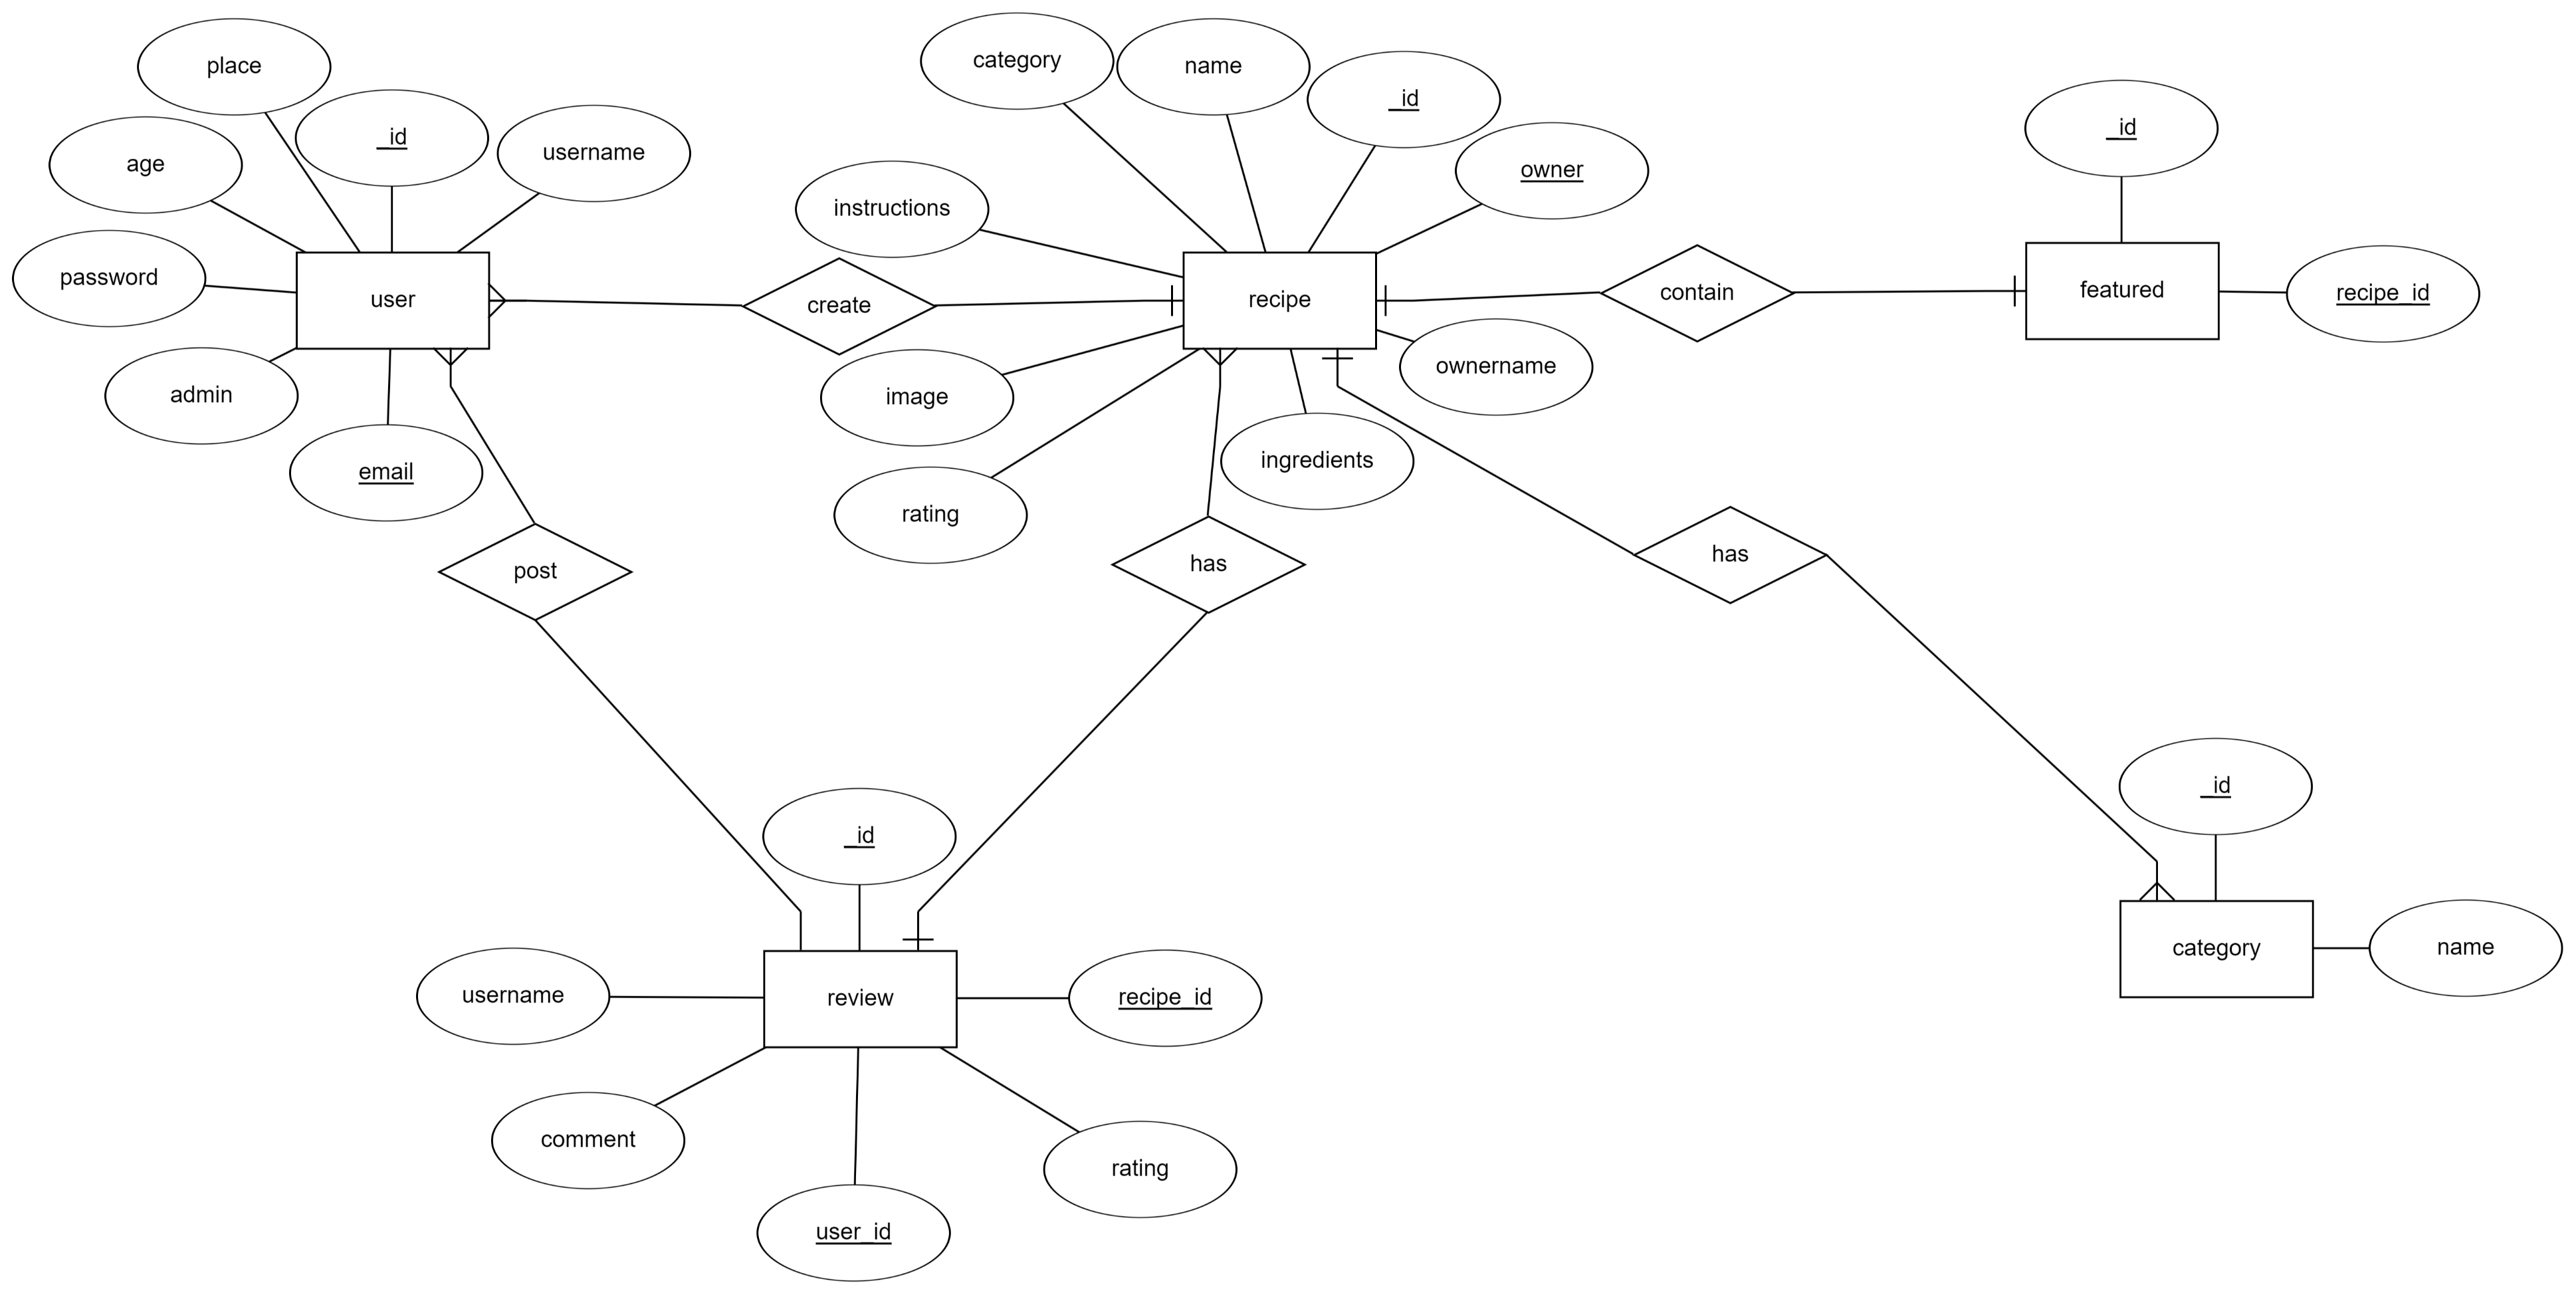 place
_id
username
age
password
user
admin
email
category
name
_id
owner
instructions
create
recipe
ownername
image
rating
ingredients
contain
_id
featured
recipe_id
post
has
has
_id
username
review
recipe_id
comment
user_id
rating
_id
category
name